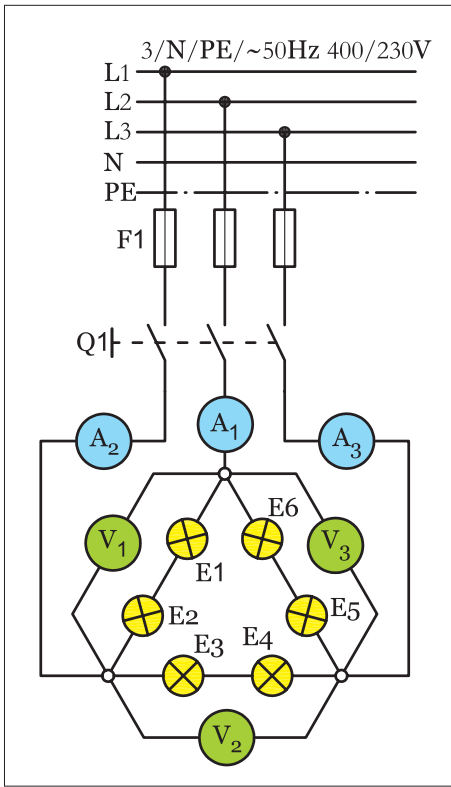 3/N/PE/~50Hz 400/230V
L1
L2
L3
N
PE
F1
Q1
A₁
A₂
A₃
E6
V₁
V₃
E1
E2
E5
E3
E4
V₂